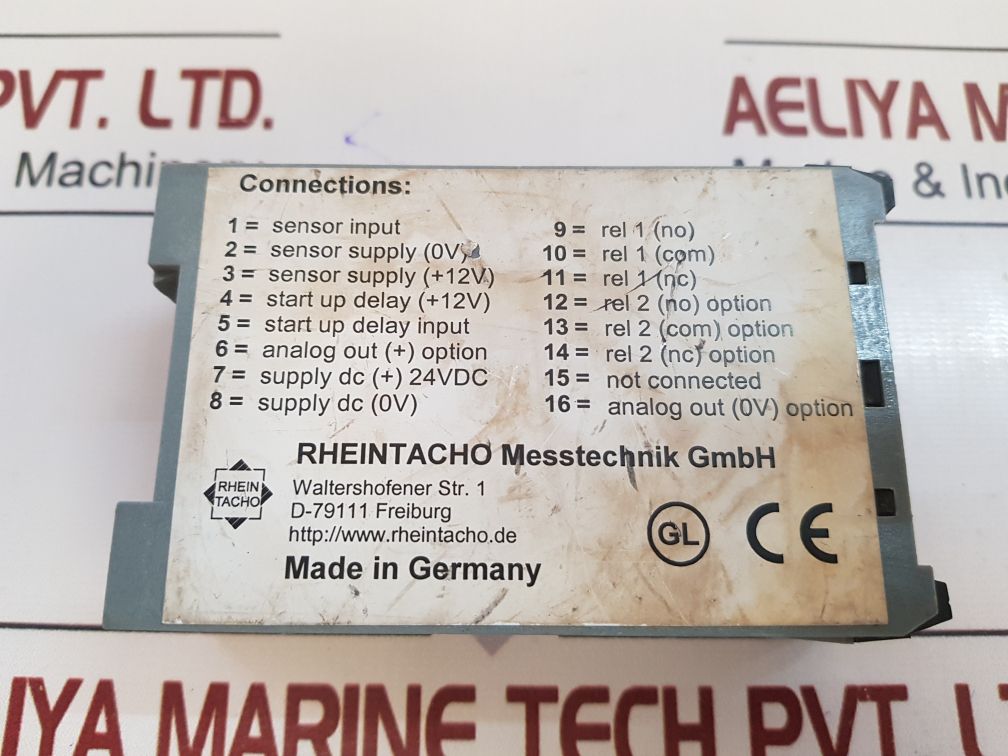 PVT. LTD.
AELIYA M
Machinery
& Ind
Connections:
1 = sensor input
2 = sensor supply (0V)
3 = sensor supply (+12V)
4 = start up delay (+12V)
5 = start up delay input
6 = analog out (+) option
7 = supply dc (+) 24VDC
8 = supply dc (0V)
9 = rel 1 (no)
10 = rel 1 (com)
11 = rel 1 (nc)
12 = rel 2 (no) option
13 = rel 2 (com) option
14 = rel 2 (nc) option
15 = not connected
16 = analog out (0V) option
RHEINTACHO Messtechnik GmbH
RHEIN
TACHO
Waltershofener Str. 1
D-79111 Freiburg
http://www.rheintacho.de
Made in Germany
GL
CE
IYA MARINE TECH PVT. L